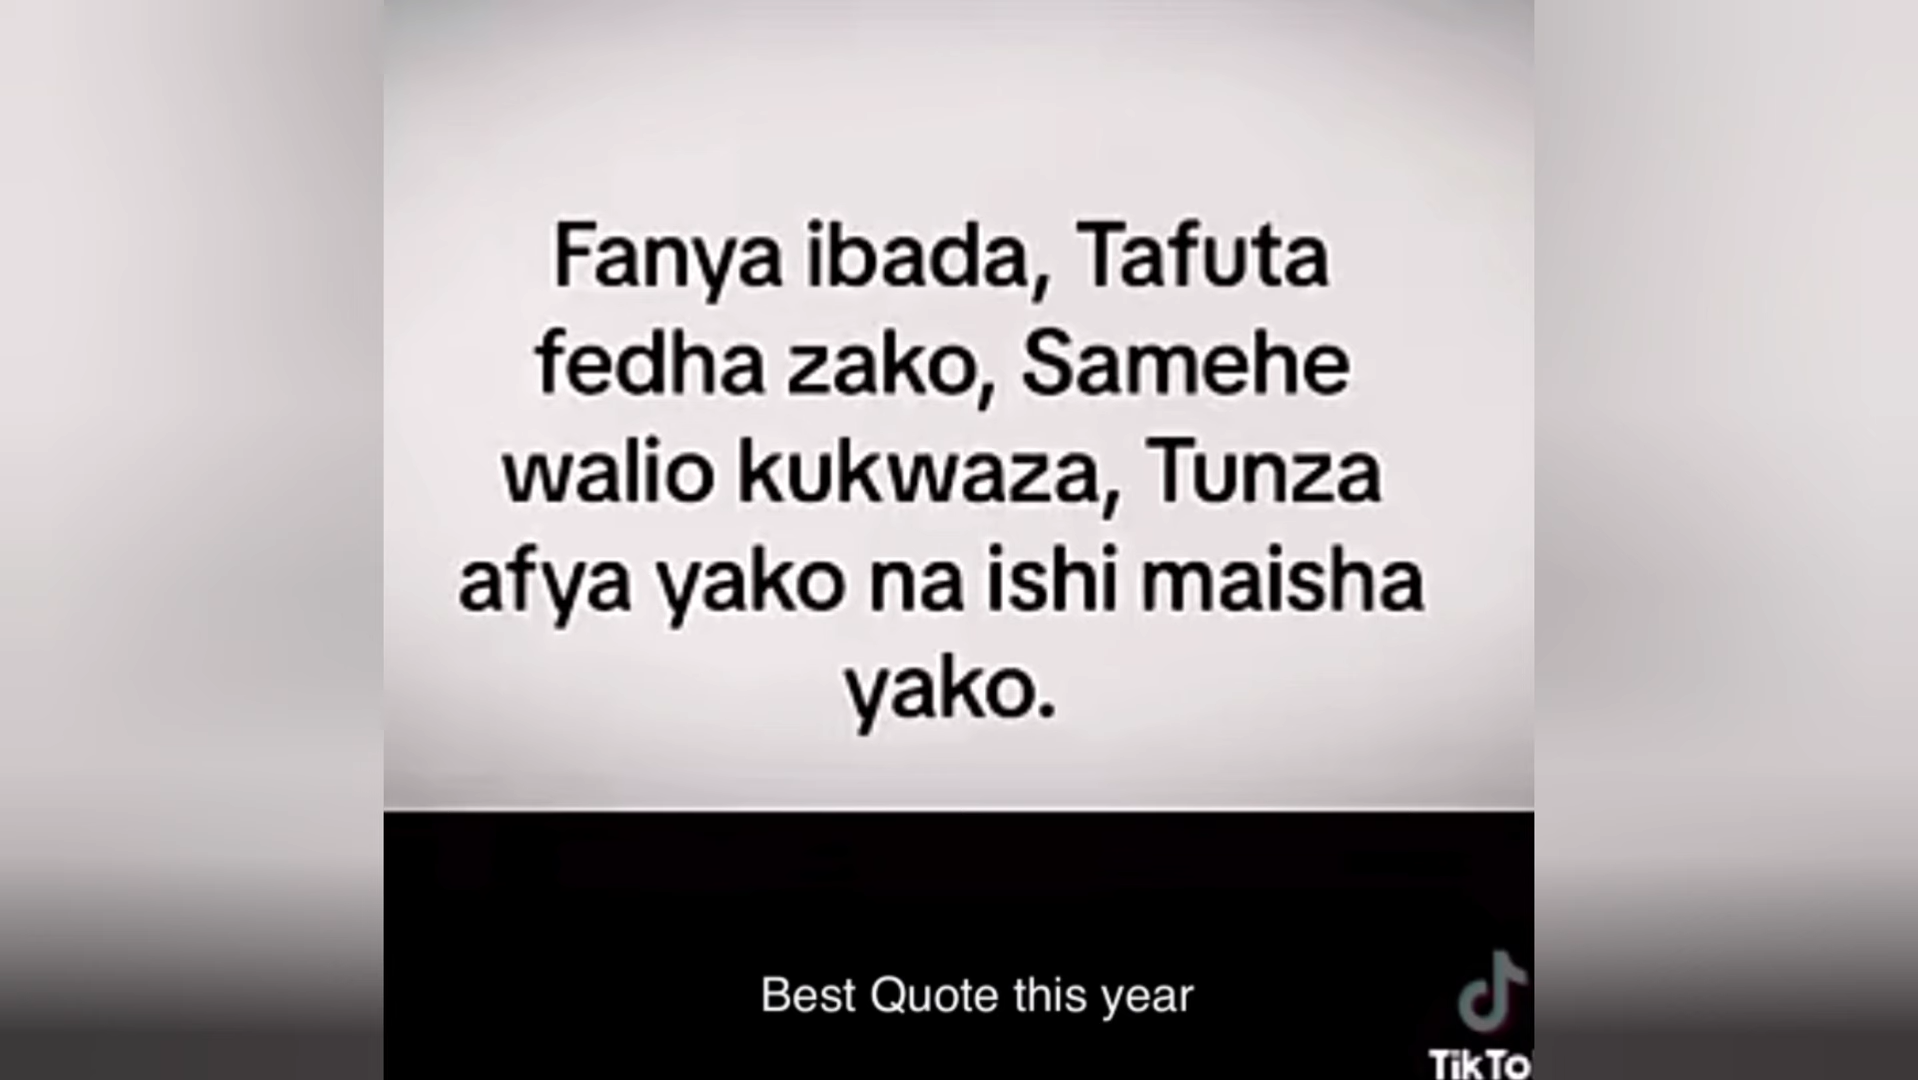 Fanya ibada, Tafuta
fedha zako, Samehe
walio kukwaza, Tunza
afya yako na ishi maisha
yako.
Best Quote this year
TikTo